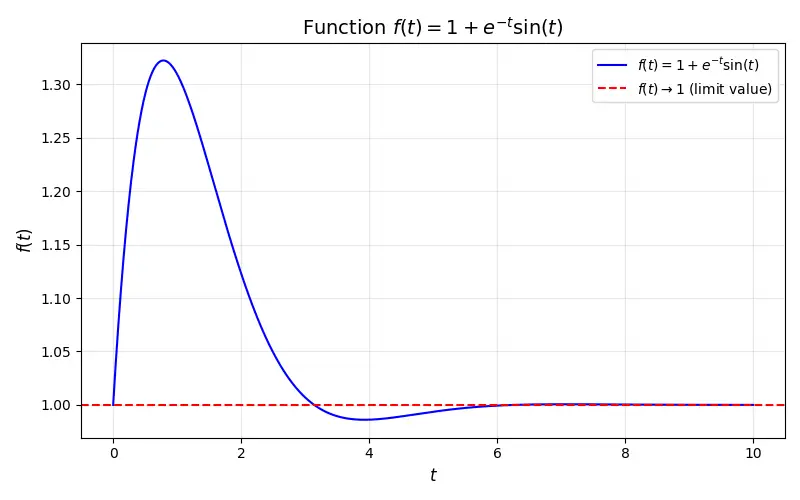 Function f(t) = 1 + e^{-t}sin(t)
f(t) = 1 + e^{-t}sin(t)
f(t) → 1 (limit value)
f(t)
1.30
1.25
1.20
1.15
1.10
1.05
1.00
0 2 4 6 8 10
t